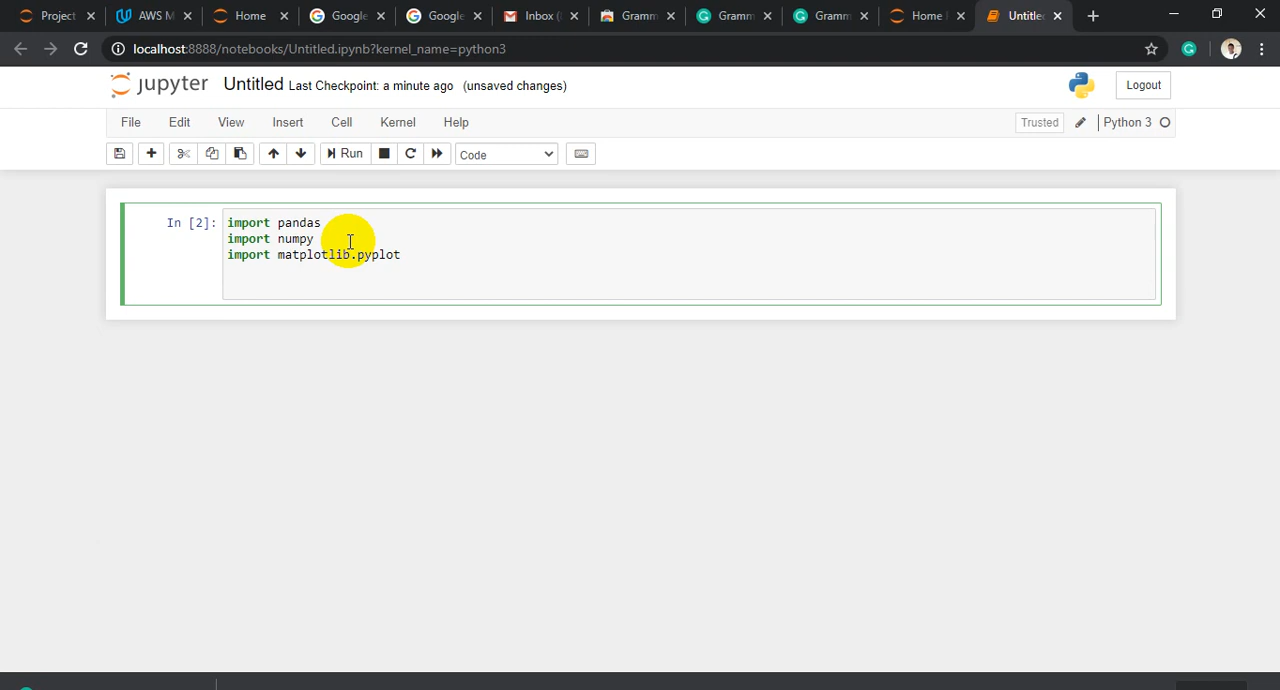 Project AWS M Home Google Google Inbox ( Gramm Gramm Gramm Home Untitle
localhost:8888/notebooks/Untitled.ipynb?kernel_name=python3
jupyter Untitled Last Checkpoint: a minute ago (unsaved changes) Logout
File Edit View Insert Cell Kernel Help Trusted Python 3
Run Code
In [2]: import pandas
import numpy
import matplotlib.pyplot